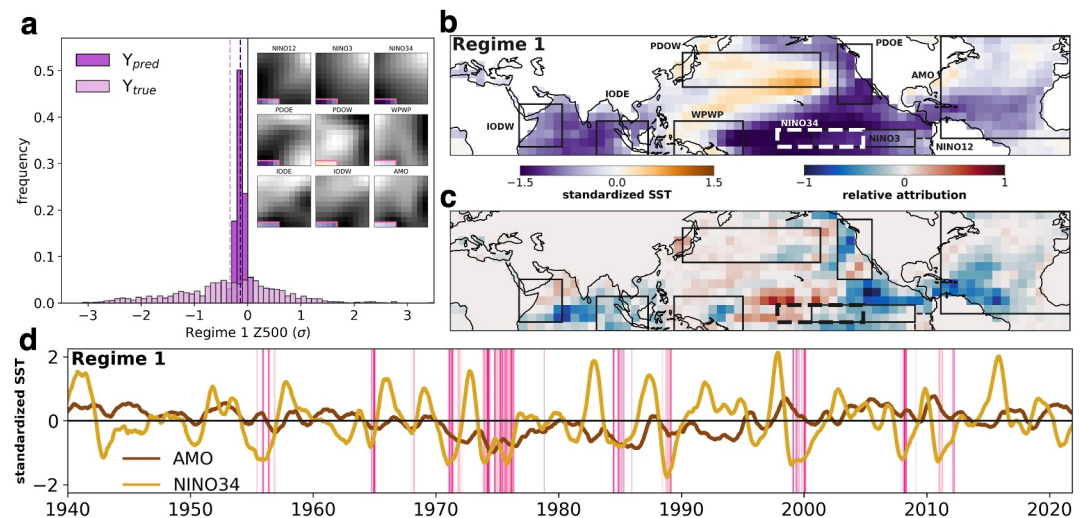 a
Y_pred
Y_true
frequency
0.5
0.4
0.3
0.2
0.1
0.0
−3 −2 −1 0 1 2 3
Regime 1 Z500 (σ)
NINO12 NINO3 NINO34
PDOE PDOW WPWP
IODE IODW AMO
b
Regime 1
PDOW
PDOE
AMO
IODE
IODW
WPWP
NINO34
NINO3
NINO12
−1.5 0.0 1.5
standardized SST
−1 0 1
relative attribution
c
d
Regime 1
standardized SST
2
0
−2
AMO
NINO34
1940 1950 1960 1970 1980 1990 2000 2010 2020